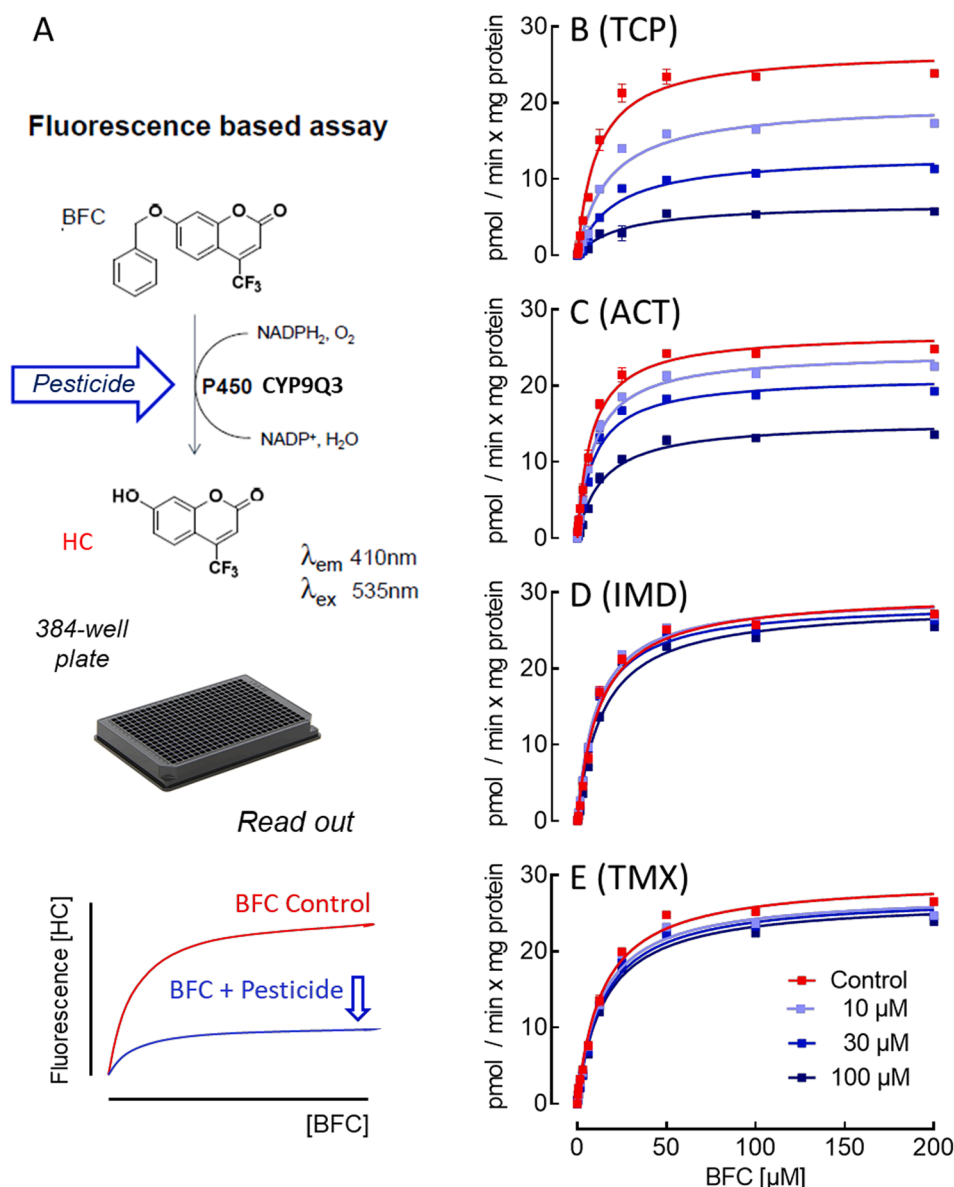 A
Fluorescence based assay
BFC
O
O
O
CF3
NADPH2, O2
Pesticide
P450 CYP9Q3
NADP+, H2O
HO
O
O
HC
CF3
λem 410nm
λex 535nm
384-well
plate
Read out
Fluorescence [HC]
BFC Control
BFC + Pesticide
[BFC]
B (TCP)
pmol / min x mg protein
30
20
10
0
C (ACT)
pmol / min x mg protein
30
20
10
0
D (IMD)
pmol / min x mg protein
30
20
10
0
E (TMX)
pmol / min x mg protein
30
20
10
0
Control
10 µM
30 µM
100 µM
0 50 100 150 200
BFC [µM]